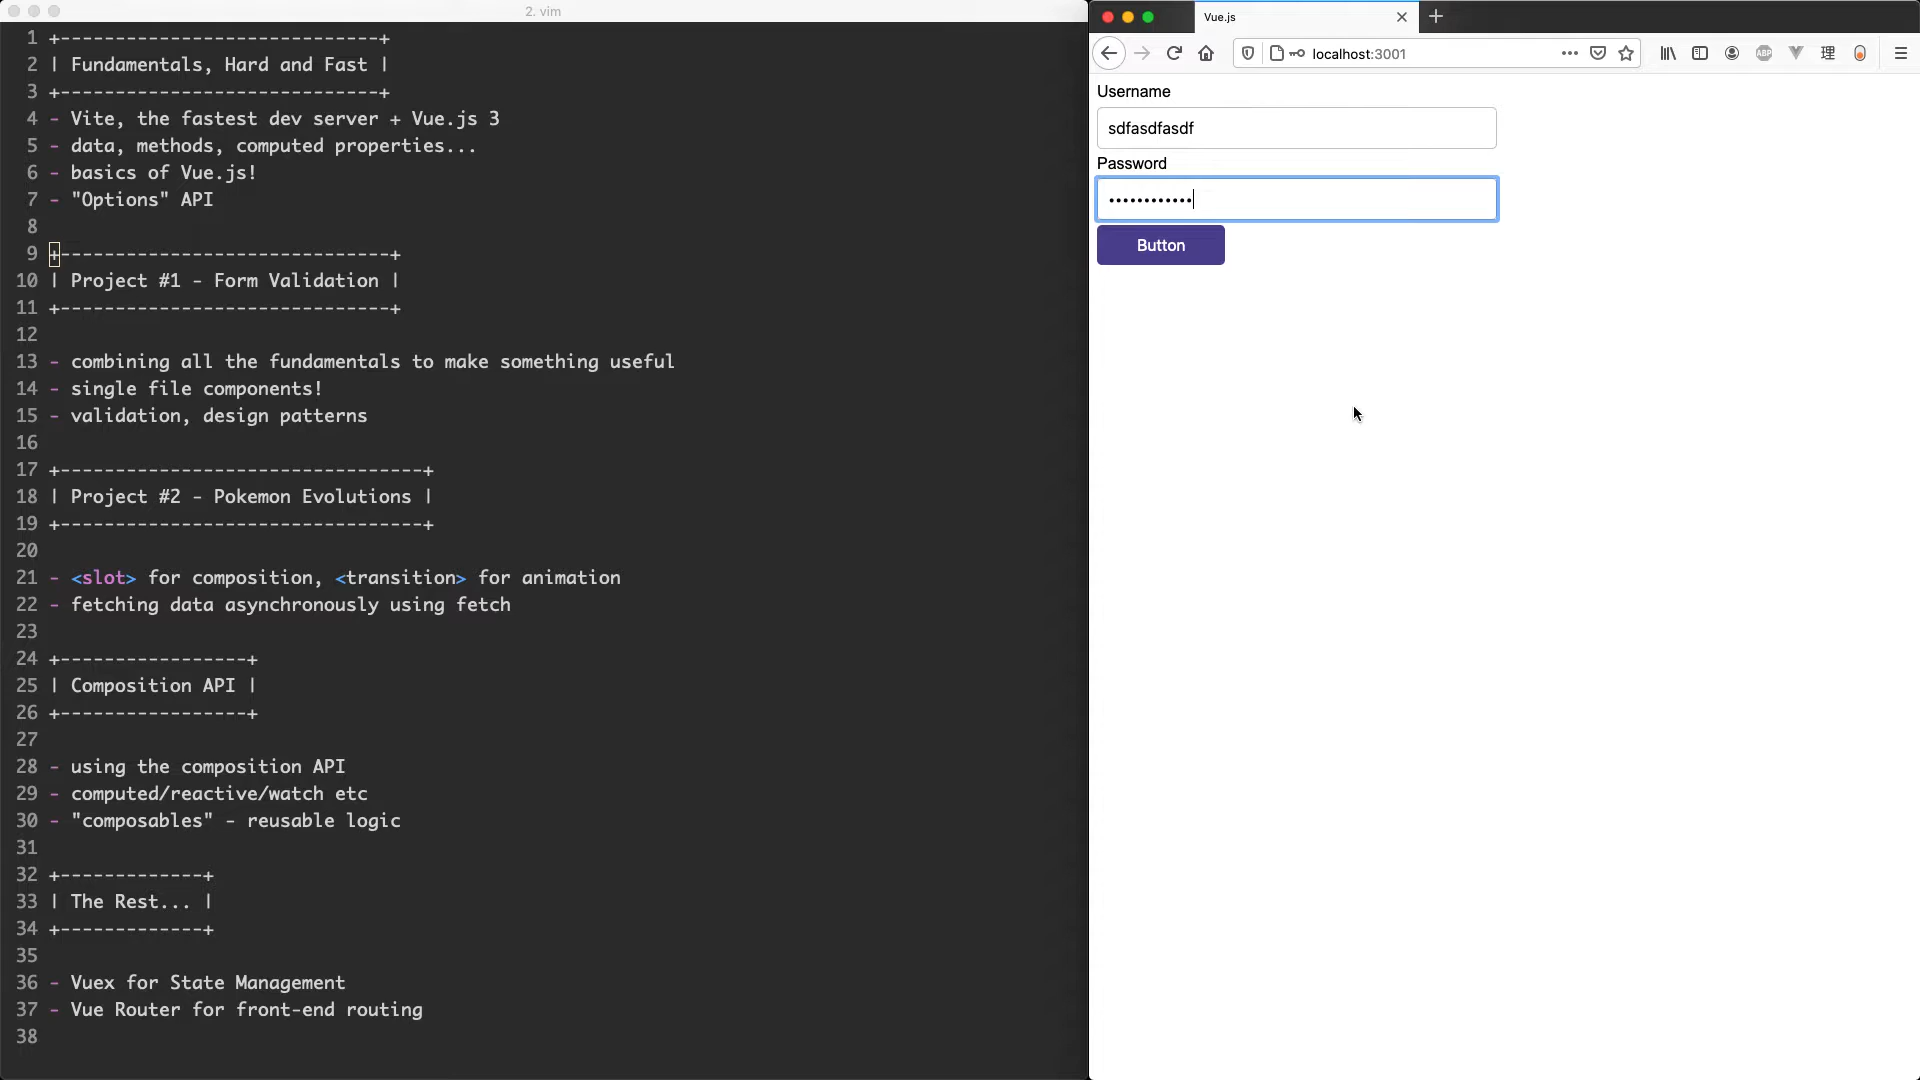 2. vim
1 +-----------------------------+
2 | Fundamentals, Hard and Fast |
3 +-----------------------------+
4 - Vite, the fastest dev server + Vue.js 3
5 - data, methods, computed properties...
6 - basics of Vue.js!
7 - "Options" API
8
9 +------------------------------+
10 | Project #1 - Form Validation |
11 +------------------------------+
12
13 - combining all the fundamentals to make something useful
14 - single file components!
15 - validation, design patterns
16
17 +---------------------------------+
18 | Project #2 - Pokemon Evolutions |
19 +---------------------------------+
20
21 - <slot> for composition, <transition> for animation
22 - fetching data asynchronously using fetch
23
24 +-----------------+
25 | Composition API |
26 +-----------------+
27
28 - using the composition API
29 - computed/reactive/watch etc
30 - "composables" - reusable logic
31
32 +-------------+
33 | The Rest... |
34 +-------------+
35
36 - Vuex for State Management
37 - Vue Router for front-end routing
38
Vue.js
localhost:3001
ABP
理
Username
sdfasdfasdf
Password
••••••••••••
Button